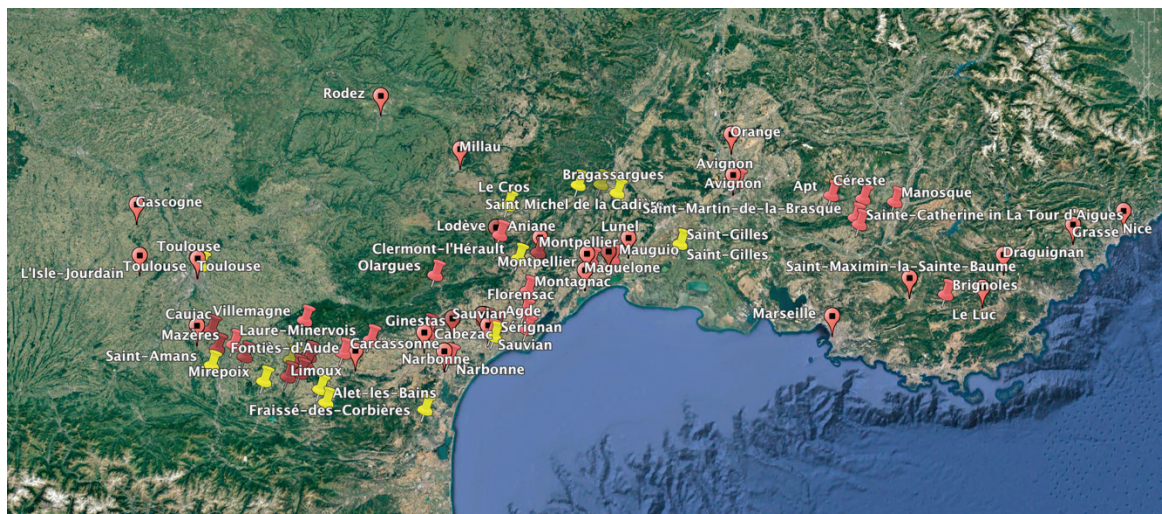 Rodez
Orange
Millau
Avignon
Bragassargues
Avignon
Apt
Céreste
Manosque
Le Cros
Gascogne
Saint Michel de la Cadi
Saint-Martin-de-la-Brasque
Sainte-Catherine in La Tour d'Aigues
Lodève
Aniane
Lunel
Grasse
Nice
Toulouse
Clermont-l'Hérault
Montpellier
Mauguio
Saint-Gilles
Saint-Gilles
Draguignan
L'Isle-Jourdain
Toulouse
Toulouse
Olargues
Montpellier
Maguelone
Saint-Maximin-la-Sainte-Baume
Montagnac
Brignoles
Florensac
Le Luc
Caujac
Villemagne
Ginestas
Sauvian
Agde
Marseille
Mazères
Laure-Minervois
Cabezac
Sérignan
Saint-Amans
Fontiès-d'Aude
Carcassonne
Sauvian
Mirepoix
Limoux
Narbonne
Narbonne
Alet-les-Bains
Fraissé-des-Corbières